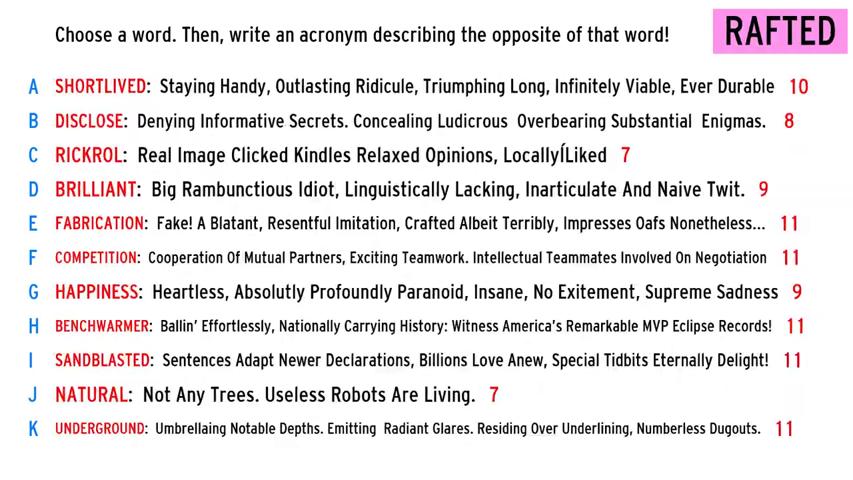 Choose a word. Then, write an acronym describing the opposite of that word!
RAFTED
A SHORTLIVED: Staying Handy, Outlasting Ridicule, Triumphing Long, Infinitely Viable, Ever Durable 10
B DISCLOSE: Denying Informative Secrets. Concealing Ludicrous Overbearing Substantial Enigmas. 8
C RICKROL: Real Image Clicked Kindles Relaxed Opinions, LocallyÍLiked 7
D BRILLIANT: Big Rambunctious Idiot, Linguistically Lacking, Inarticulate And Naive Twit. 9
E FABRICATION: Fake! A Blatant, Resentful Imitation, Crafted Albeit Terribly, Impresses Oafs Nonetheless... 11
F COMPETITION: Cooperation Of Mutual Partners, Exciting Teamwork. Intellectual Teammates Involved On Negotiation 11
G HAPPINESS: Heartless, Absolutly Profoundly Paranoid, Insane, No Exitement, Supreme Sadness 9
H BENCHWARMER: Ballin' Effortlessly, Nationally Carrying History: Witness America's Remarkable MVP Eclipse Records! 11
I SANDBLASTED: Sentences Adapt Newer Declarations, Billions Love Anew, Special Tidbits Eternally Delight! 11
J NATURAL: Not Any Trees. Useless Robots Are Living. 7
K UNDERGROUND: Umbrellaing Notable Depths. Emitting Radiant Glares. Residing Over Underlining, Numberless Dugouts. 11